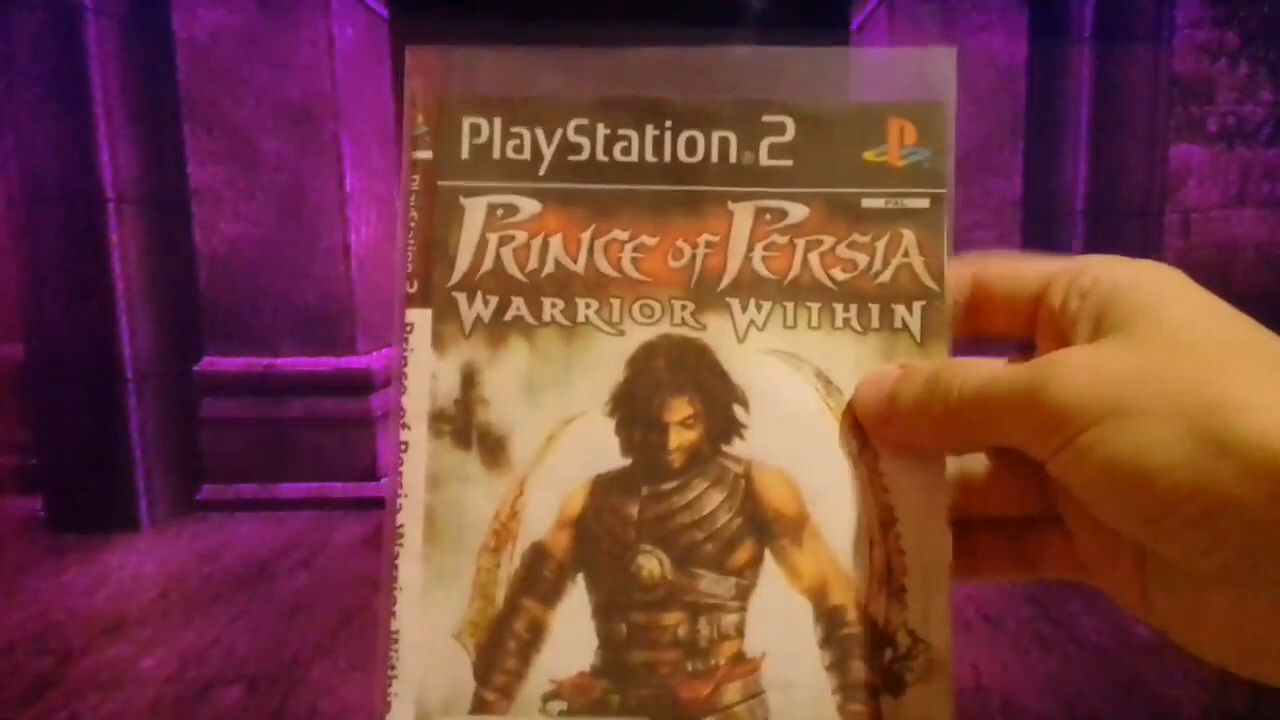 PlayStation®2
PAL
PRINCE OF PERSIA
WARRIOR WITHIN
PlayStation 2
Prince of Persia Warrior Within